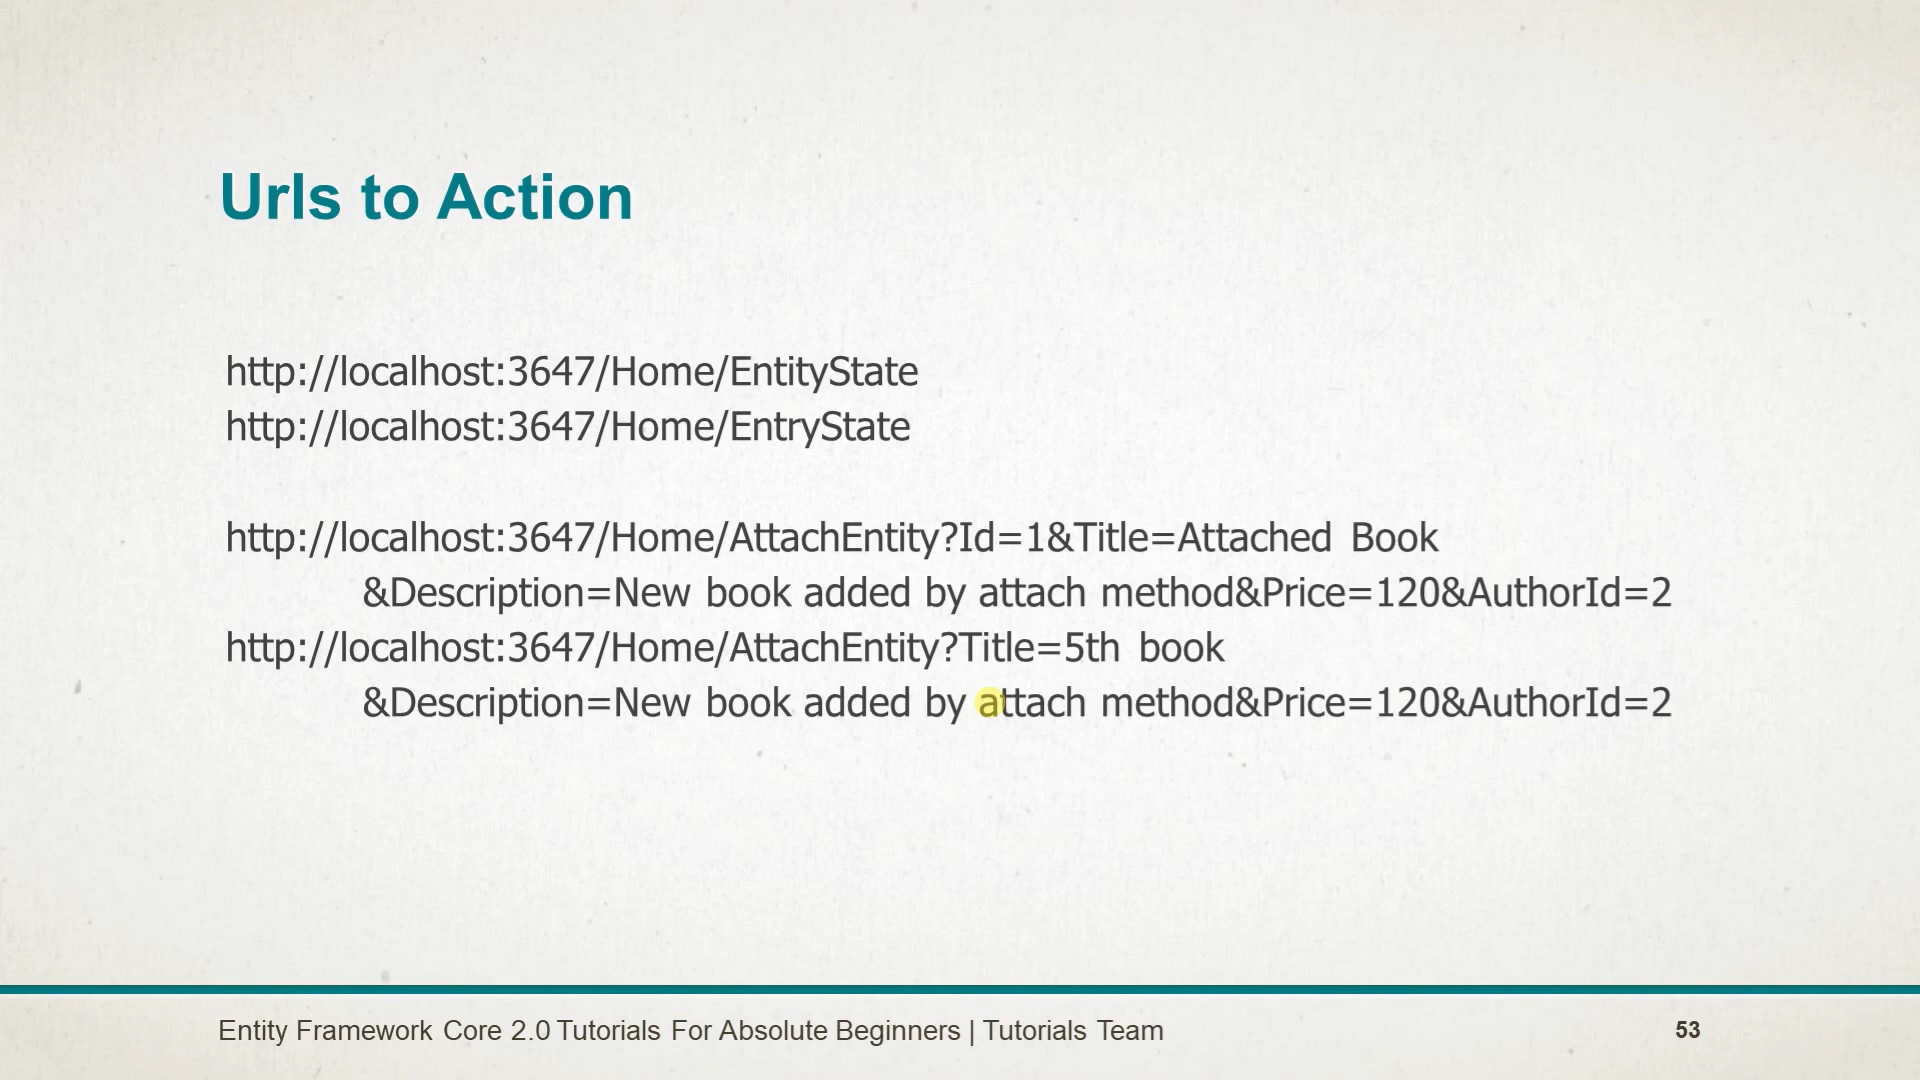 Urls to Action
http://localhost:3647/Home/EntityState
http://localhost:3647/Home/EntryState
http://localhost:3647/Home/AttachEntity?Id=1&Title=Attached Book
&Description=New book added by attach method&Price=120&AuthorId=2
http://localhost:3647/Home/AttachEntity?Title=5th book
&Description=New book added by attach method&Price=120&AuthorId=2
Entity Framework Core 2.0 Tutorials For Absolute Beginners | Tutorials Team
53